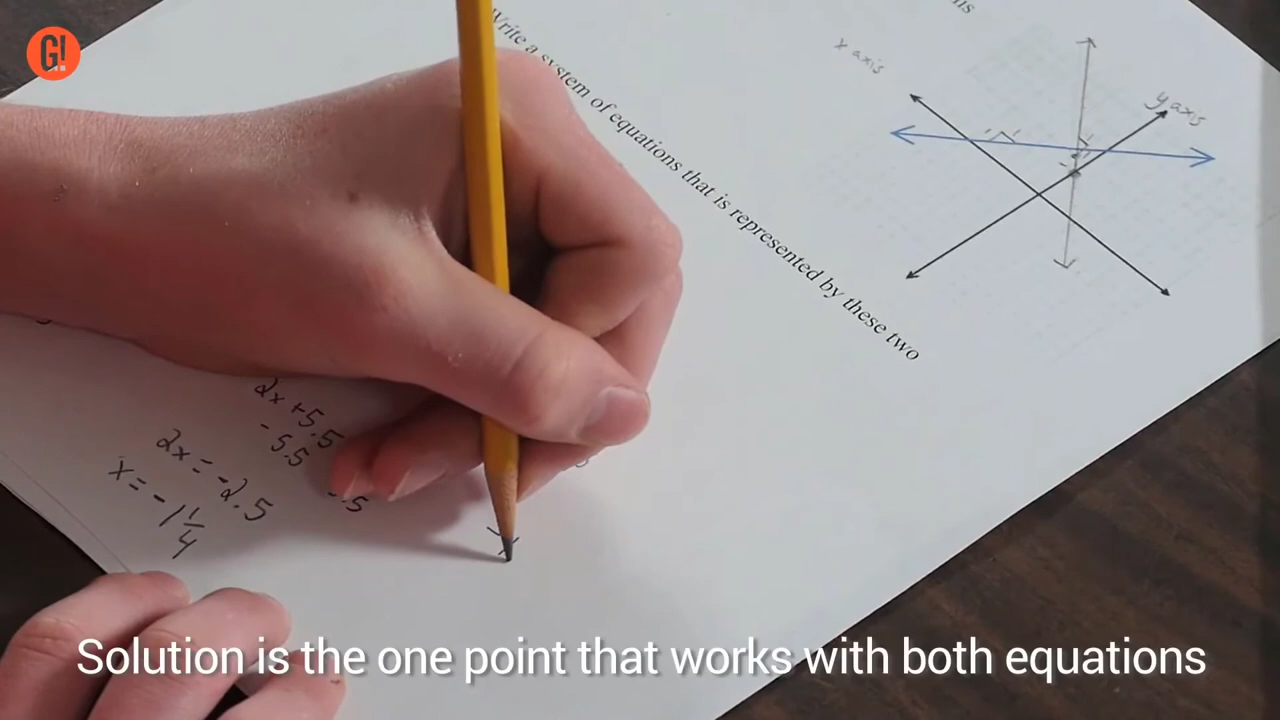 G!
Write a system of equations that is represented by these two
x axis
y axis
2x + 5.5
- 5.5
2x = -2.5
x = -1 1/4
Solution is the one point that works with both equations